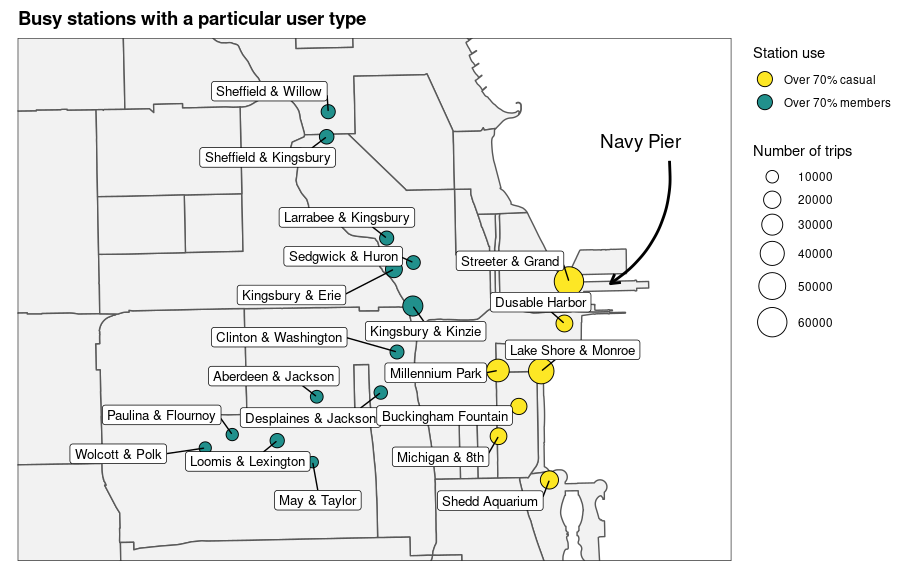 Busy stations with a particular user type
Sheffield & Willow
Sheffield & Kingsbury
Navy Pier
Larrabee & Kingsbury
Sedgwick & Huron
Streeter & Grand
Kingsbury & Erie
Dusable Harbor
Kingsbury & Kinzie
Clinton & Washington
Lake Shore & Monroe
Millennium Park
Aberdeen & Jackson
Paulina & Flournoy
Desplaines & Jackson
Buckingham Fountain
Wolcott & Polk
Loomis & Lexington
Michigan & 8th
May & Taylor
Shedd Aquarium
Station use
Over 70% casual
Over 70% members
Number of trips
10000
20000
30000
40000
50000
60000